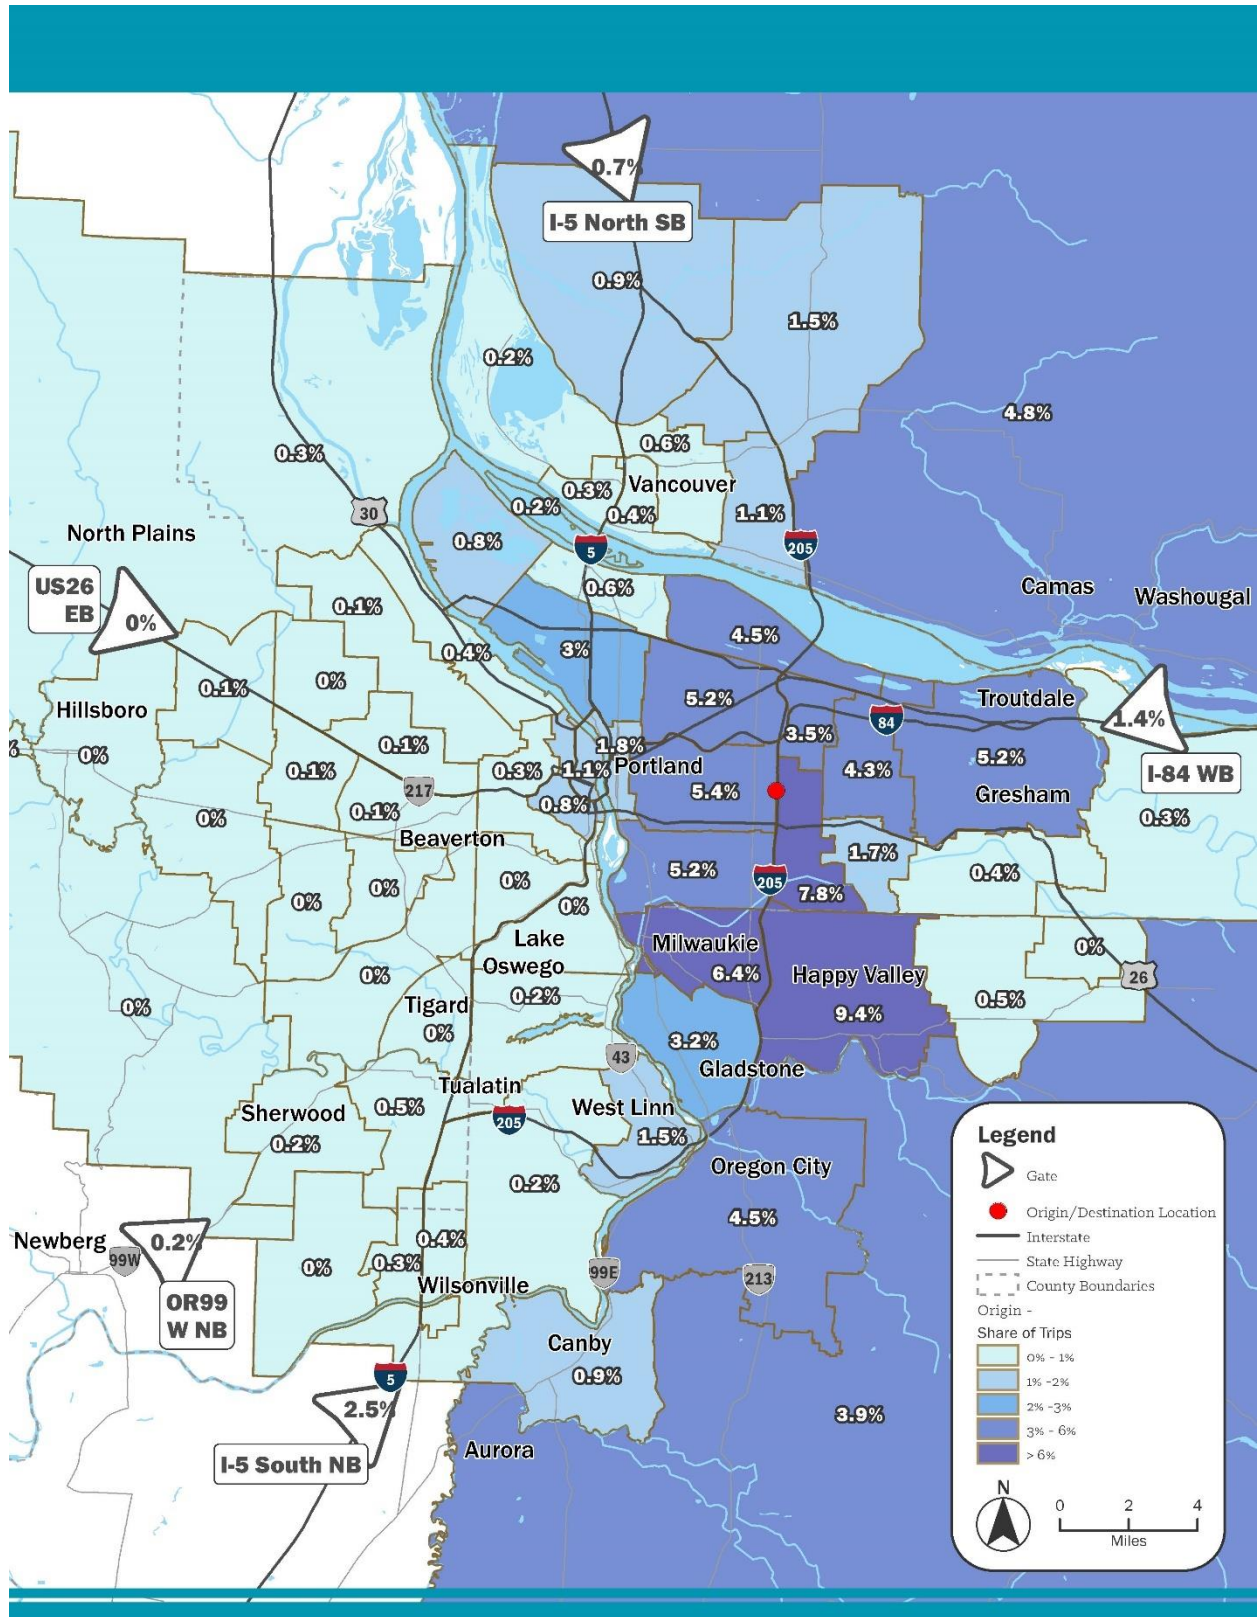 0.7%
I-5 North SB
0.9%
1.5%
0.2%
4.8%
0.6%
0.3%
0.3%
Vancouver
0.2%
0.4%
1.1%
30
North Plains
0.8%
5
205
US26
EB
0%
0.6%
Camas
Washougal
0.1%
4.5%
0.4%
3%
0%
0.1%
5.2%
Troutdale
Hillsboro
1.4%
84
3.5%
0.1%
1.8%
0%
0.1%
0.3%
1.1%
Portland
4.3%
5.2%
I-84 WB
217
5.4%
Gresham
0.8%
0.1%
0%
0.3%
Beaverton
1.7%
5.2%
0.4%
205
0%
0%
7.8%
0%
0%
Lake
Oswego
Milwaukie
0%
6.4%
Happy Valley
0%
26
0.2%
0.5%
0%
Tigard
9.4%
0%
3.2%
43
Gladstone
Tualatin
Sherwood
0.5%
West Linn
205
0.2%
1.5%
Oregon City
0.2%
4.5%
Newberg
99W
0.2%
0.4%
0.3%
0%
Wilsonville
99E
213
OR99
W NB
Canby
5
0.9%
2.5%
3.9%
Aurora
I-5 South NB
Legend
Gate
Origin/Destination Location
Interstate
State Highway
County Boundaries
Origin -
Share of Trips
0% - 1%
1% -2%
2% -3%
3% - 6%
> 6%
N
0 2 4
Miles